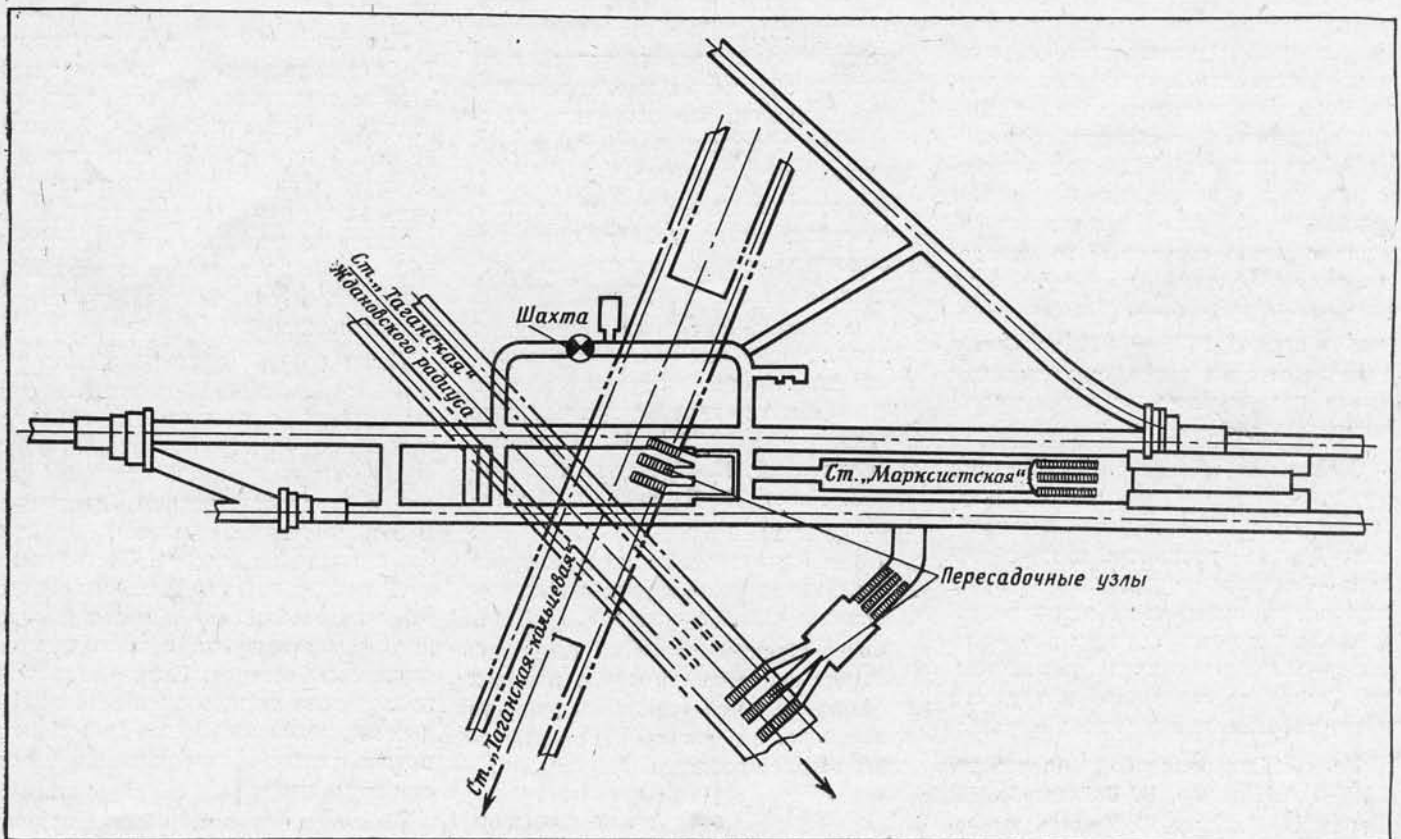 Ст. „Таганская"
Ждановского радиуса
Шахта
Ст. „Марксистская"
Пересадочные узлы
Ст. „Таганская-кольцевая"